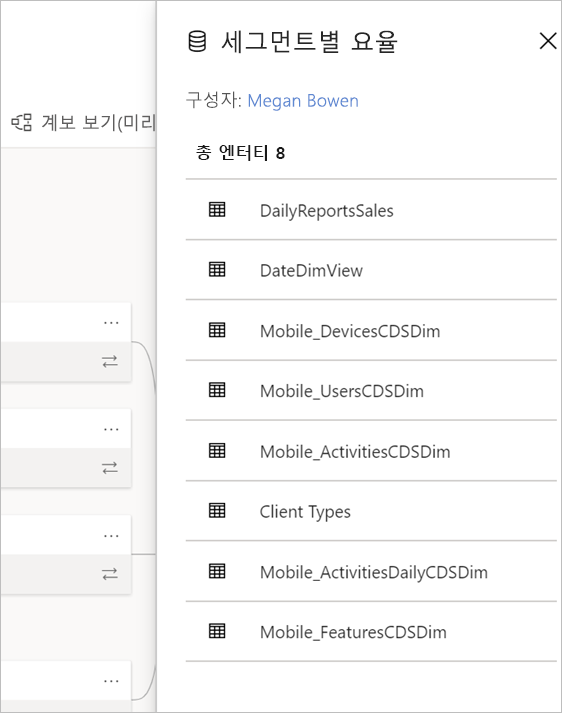 세그먼트별 요율
구성자: Megan Bowen
계보 보기(미리
총 엔터티 8
DailyReportsSales
DateDimView
Mobile_DevicesCDSDim
Mobile_UsersCDSDim
Mobile_ActivitiesCDSDim
Client Types
Mobile_ActivitiesDailyCDSDim
Mobile_FeaturesCDSDim